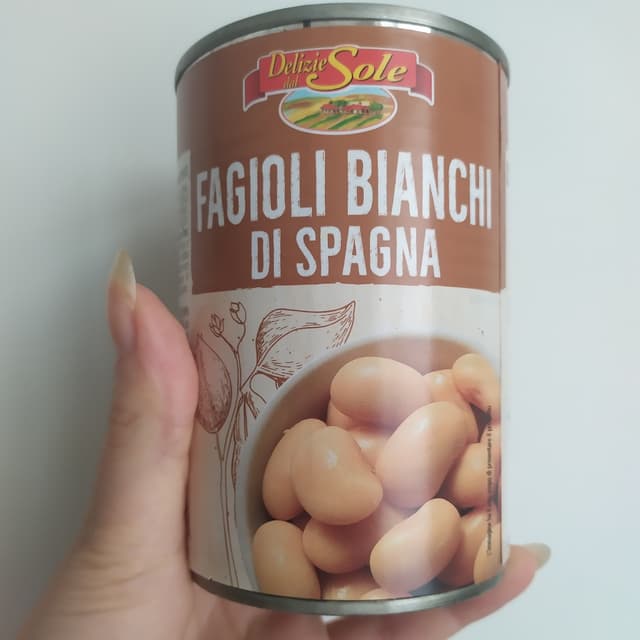 Delizie
dal Sole
FAGIOLI BIANCHI
DI SPAGNA